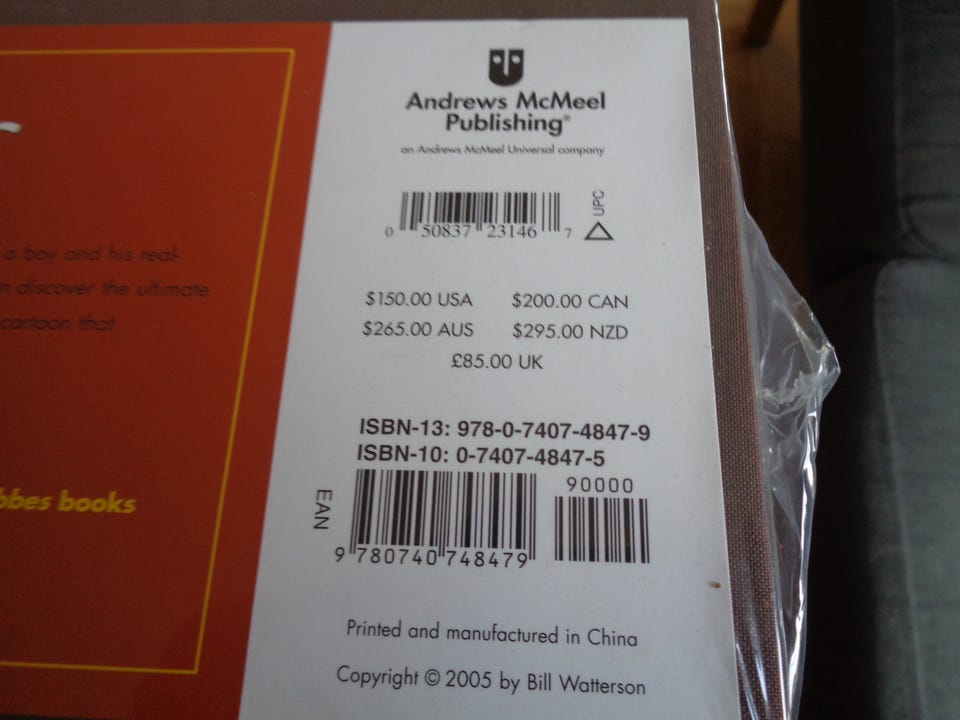 a boy and his real-
discover the ultimate
cartoon that
books
Andrews McMeel
Publishing®
an Andrews McMeel Universal company
UPC
0 50837 23146 7
$150.00 USA $200.00 CAN
$265.00 AUS $295.00 NZD
£85.00 UK
ISBN-13: 978-0-7407-4847-9
ISBN-10: 0-7407-4847-5
90000
EAN
9 780740 748479
Printed and manufactured in China
Copyright © 2005 by Bill Watterson